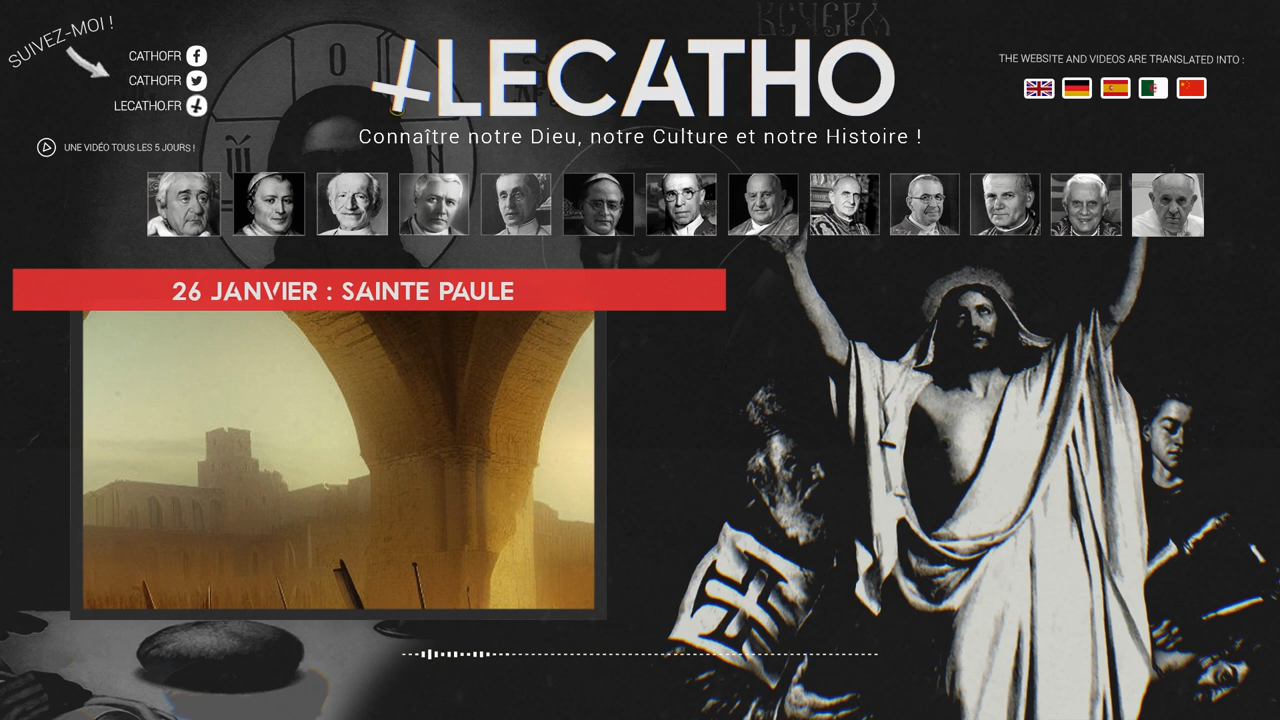 SUIVEZ-MOI !
CATHOFR
CATHOFR
LECATHO.FR
UNE VIDÉO TOUS LES 5 JOURS !
LECATHO
Connaître notre Dieu, notre Culture et notre Histoire !
THE WEBSITE AND VIDEOS ARE TRANSLATED INTO :
26 JANVIER : SAINTE PAULE